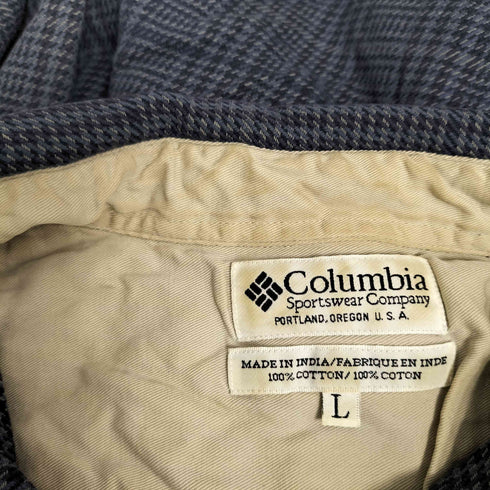 Columbia
Sportswear Company
PORTLAND, OREGON U. S. A.
MADE IN INDIA/FABRIQUE EN INDE
100% COTTON/ 100% COTON
L